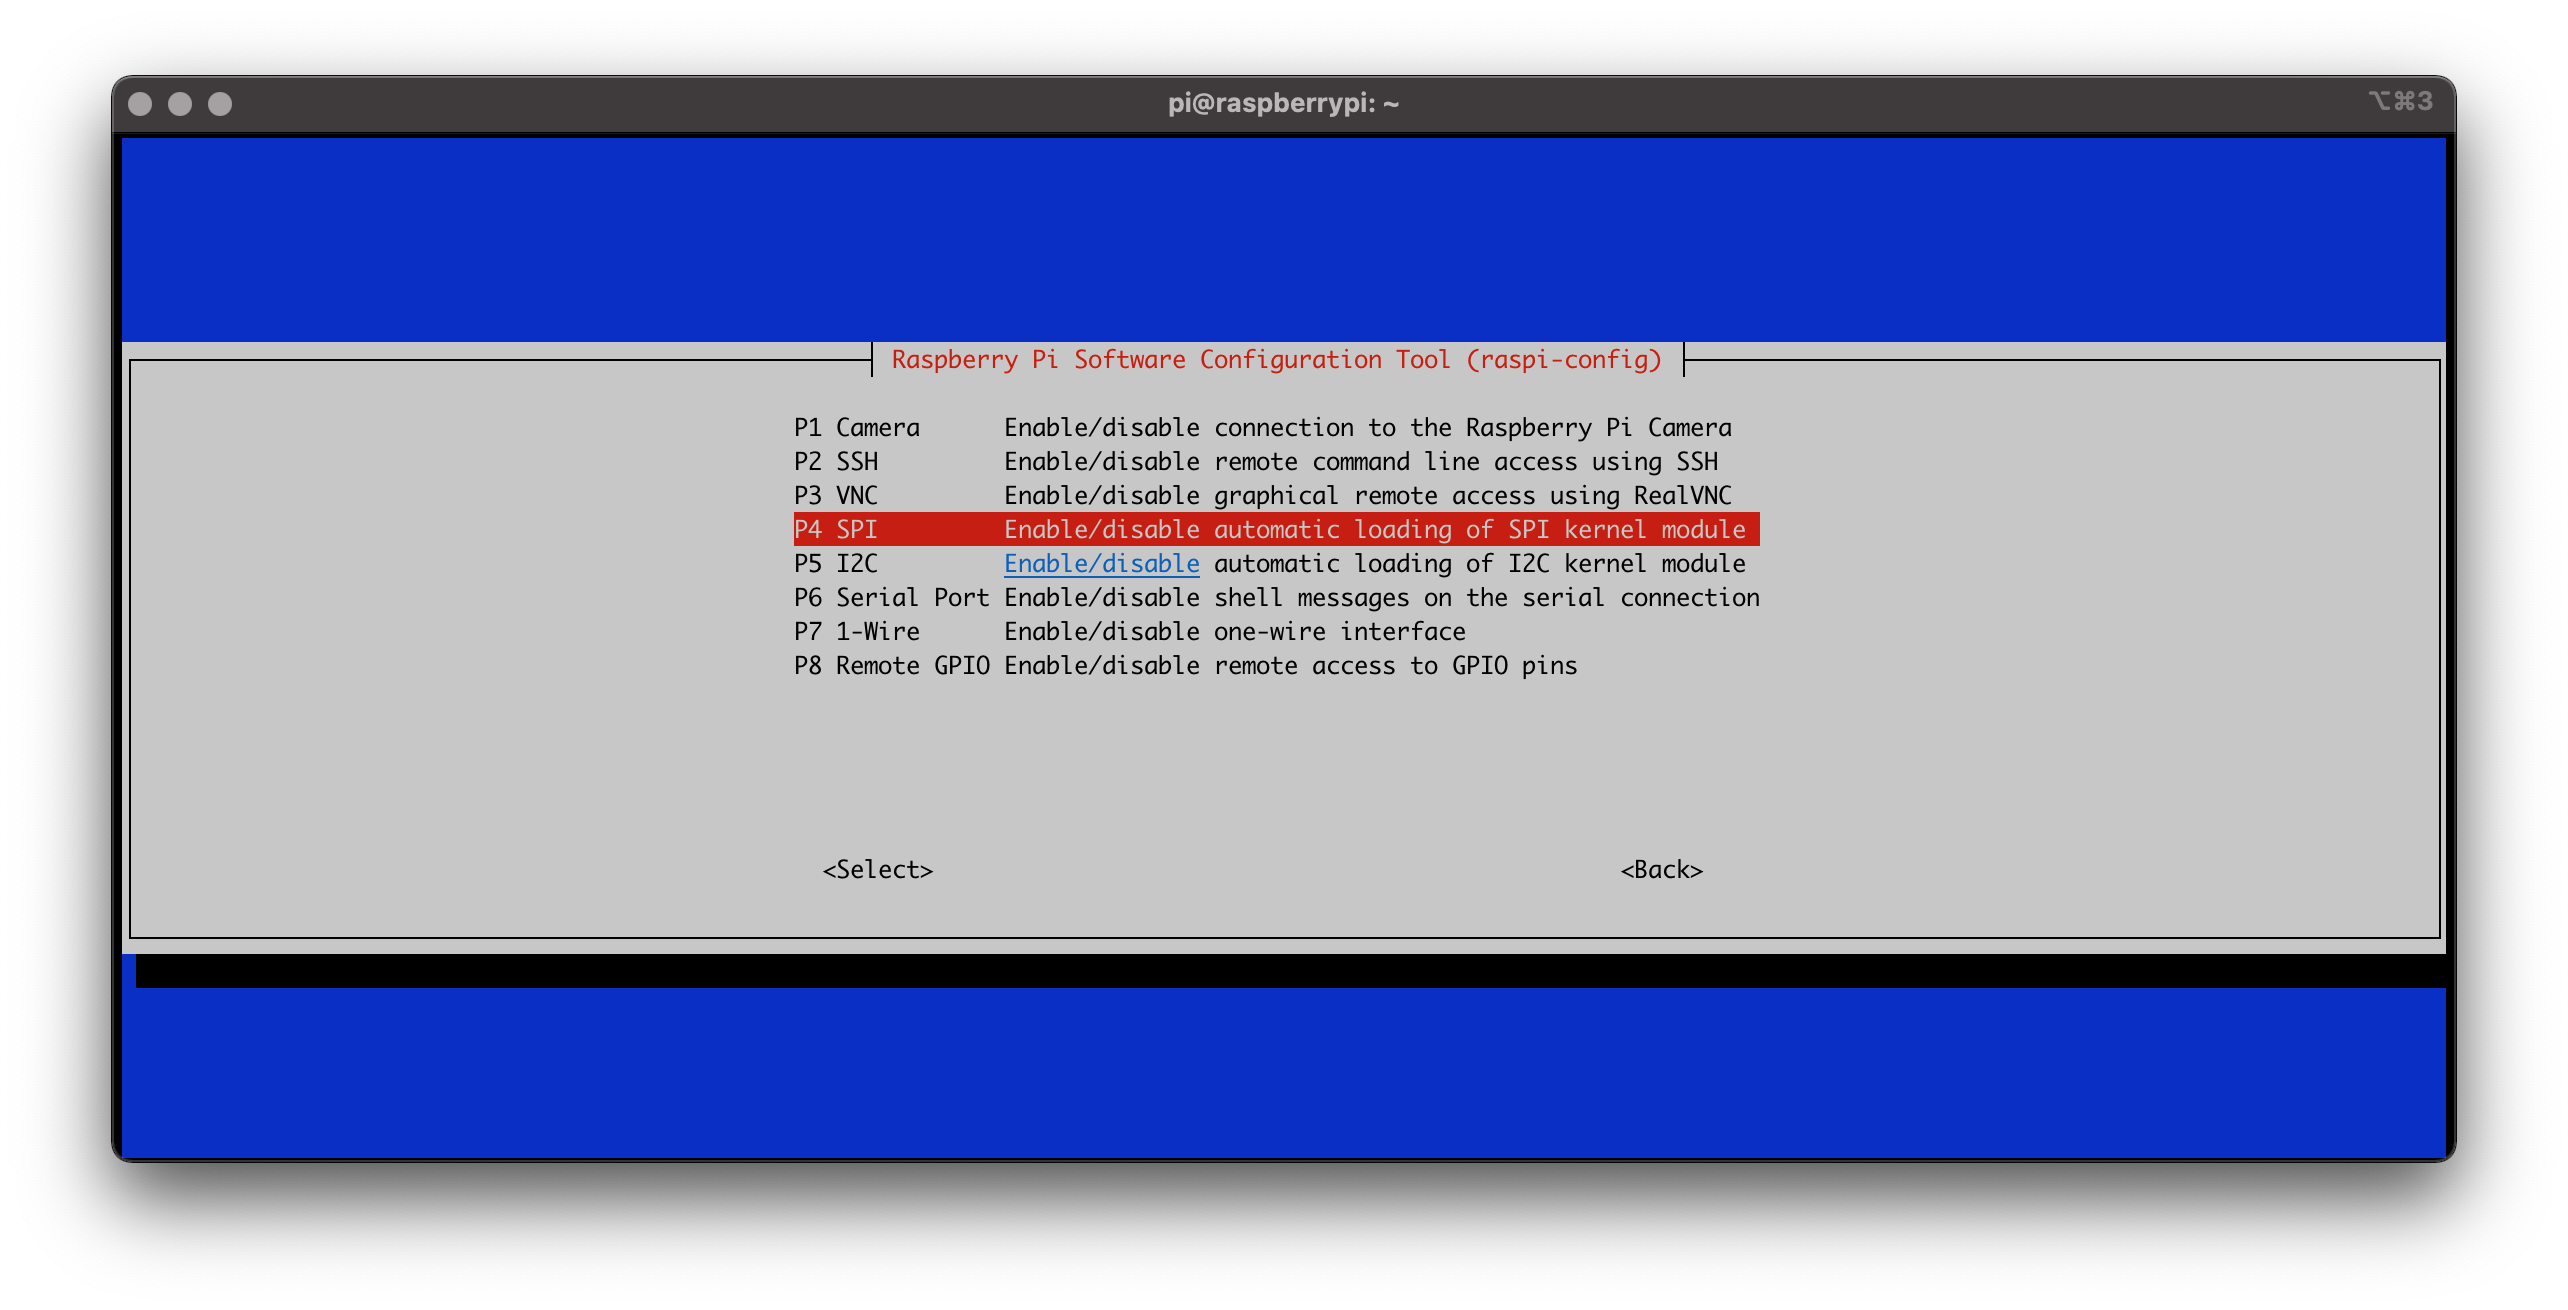 pi@raspberrypi: ~
⌥⌘3
Raspberry Pi Software Configuration Tool (raspi-config)
P1 Camera Enable/disable connection to the Raspberry Pi Camera
P2 SSH Enable/disable remote command line access using SSH
P3 VNC Enable/disable graphical remote access using RealVNC
P4 SPI Enable/disable automatic loading of SPI kernel module
P5 I2C Enable/disable automatic loading of I2C kernel module
P6 Serial Port Enable/disable shell messages on the serial connection
P7 1-Wire Enable/disable one-wire interface
P8 Remote GPIO Enable/disable remote access to GPIO pins
<Select> <Back>